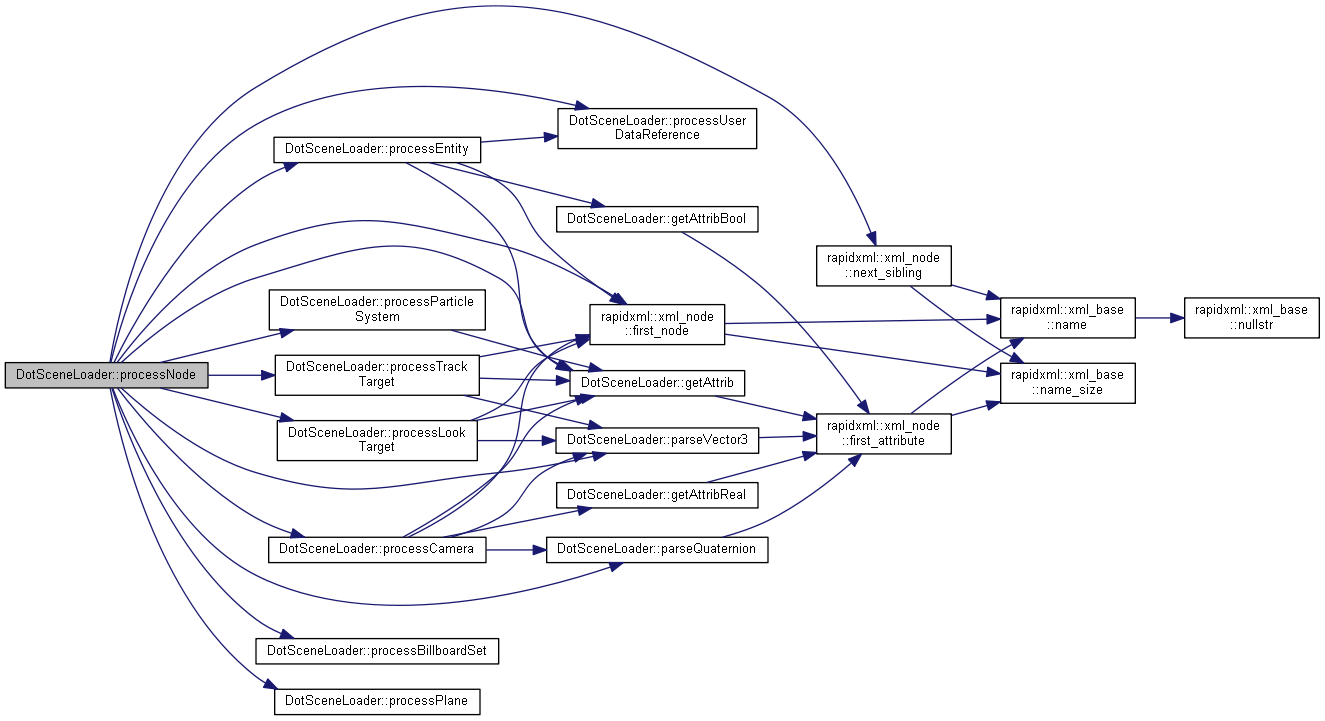 DotSceneLoader::processNode
DotSceneLoader::processEntity
DotSceneLoader::processParticle
System
DotSceneLoader::processTrack
Target
DotSceneLoader::processLook
Target
DotSceneLoader::processCamera
DotSceneLoader::processBillboardSet
DotSceneLoader::processPlane
DotSceneLoader::processUser
DataReference
DotSceneLoader::getAttribBool
rapidxml::xml_node
::first_node
DotSceneLoader::getAttrib
DotSceneLoader::parseVector3
DotSceneLoader::getAttribReal
DotSceneLoader::parseQuaternion
rapidxml::xml_node
::next_sibling
rapidxml::xml_node
::first_attribute
rapidxml::xml_base
::name
rapidxml::xml_base
::name_size
rapidxml::xml_base
::nullstr